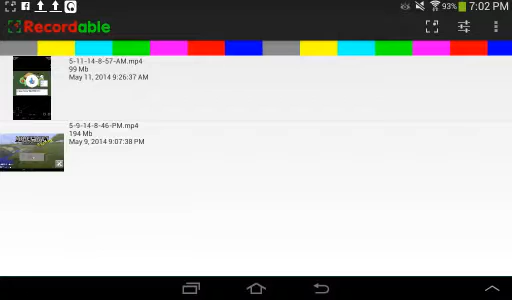 93% 7:02 PM
Recordable
5-11-14-8-57-AM.mp4
99 Mb
May 11, 2014 9:26:37 AM
5-9-14-8-46-PM.mp4
194 Mb
May 9, 2014 9:07:38 PM